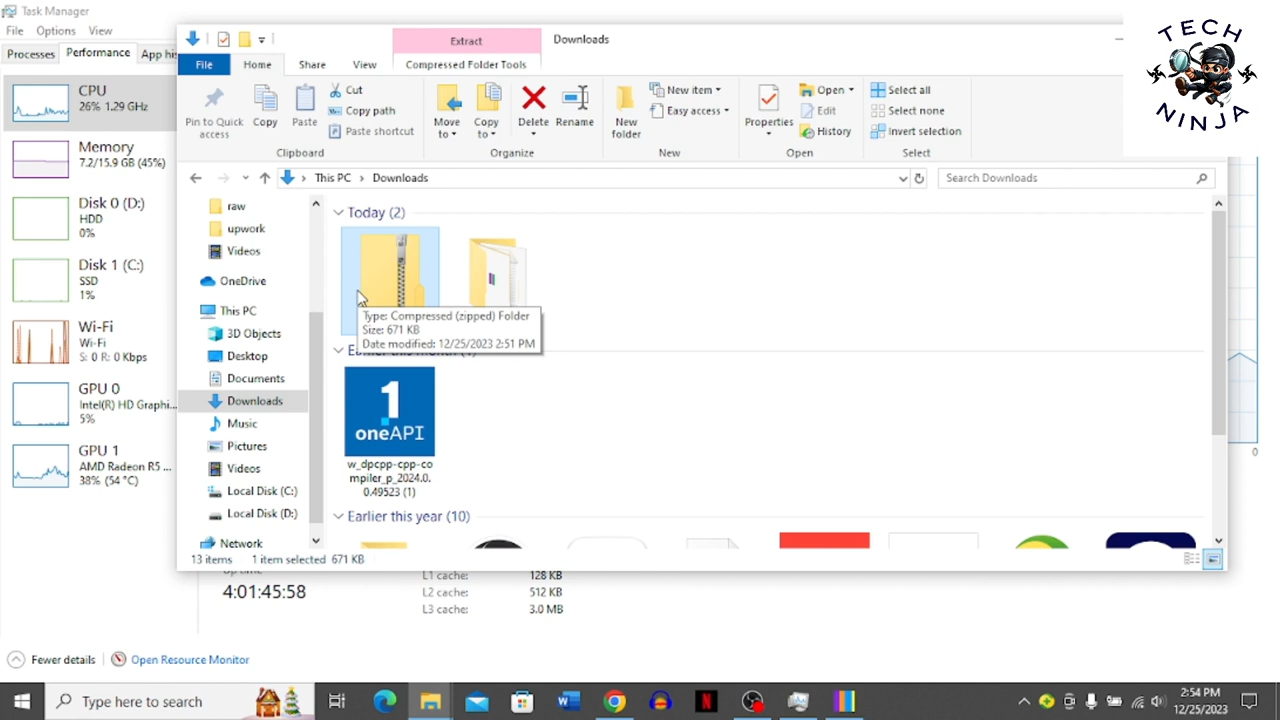 Task Manager
File Options View
Processes Performance App his
CPU
26% 1.29 GHz
Memory
7.2/15.9 GB (45%)
Disk 0 (D:)
HDD
0%
Disk 1 (C:)
SSD
1%
Wi-Fi
Wi-Fi
S: 0 R: 0 Kbps
GPU 0
Intel(R) HD Graphi...
5%
GPU 1
AMD Radeon R5 ...
38% (54 °C)
Extract
Downloads
File Home Share View Compressed Folder Tools
Pin to Quick
access
Copy
Paste
Cut
Copy path
Paste shortcut
Clipboard
Move
to
Copy
to
Delete
Rename
Organize
New
folder
New item
Easy access
New
Properties
Open
Edit
History
Open
Select all
Select none
Invert selection
Select
This PC › Downloads
Search Downloads
raw
upwork
Videos
OneDrive
This PC
3D Objects
Desktop
Documents
Downloads
Music
Pictures
Videos
Local Disk (C:)
Local Disk (D:)
Network
Today (2)
Type: Compressed (zipped) Folder
Size: 671 KB
Date modified: 12/25/2023 2:51 PM
1
oneAPI
w_dpcpp-cpp-co
mpiler_p_2024.0.
0.49523 (1)
Earlier this year (10)
13 items 1 item selected 671 KB
0
4:01:45:58
L1 cache: 128 KB
L2 cache: 512 KB
L3 cache: 3.0 MB
Fewer details
Open Resource Monitor
Type here to search
2:54 PM
12/25/2023
TECH
NINJA